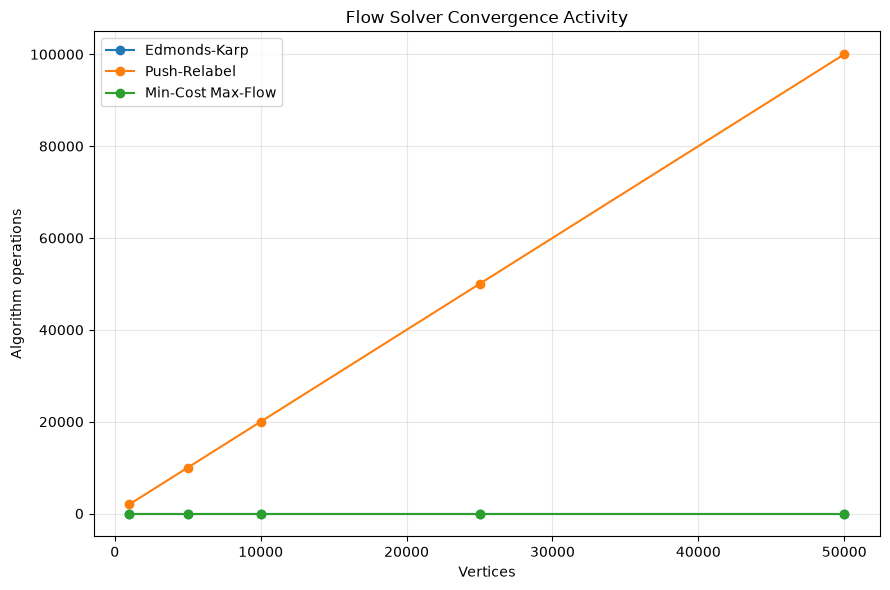 Flow Solver Convergence Activity
Edmonds-Karp
Push-Relabel
Min-Cost Max-Flow
Algorithm operations
100000
80000
60000
40000
20000
0
0 10000 20000 30000 40000 50000
Vertices